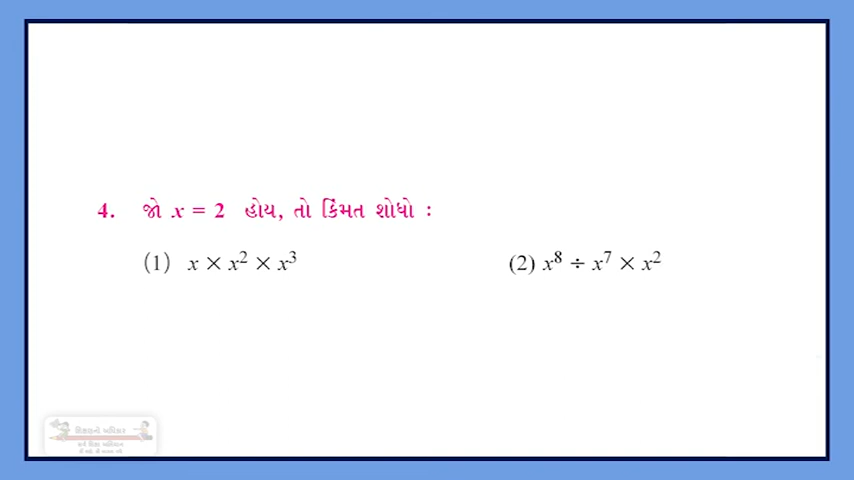 4. જો x = 2 હોય, તો કિંમત શોધો :
(1) x × x² × x³ (2) x⁸ ÷ x⁷ × x²